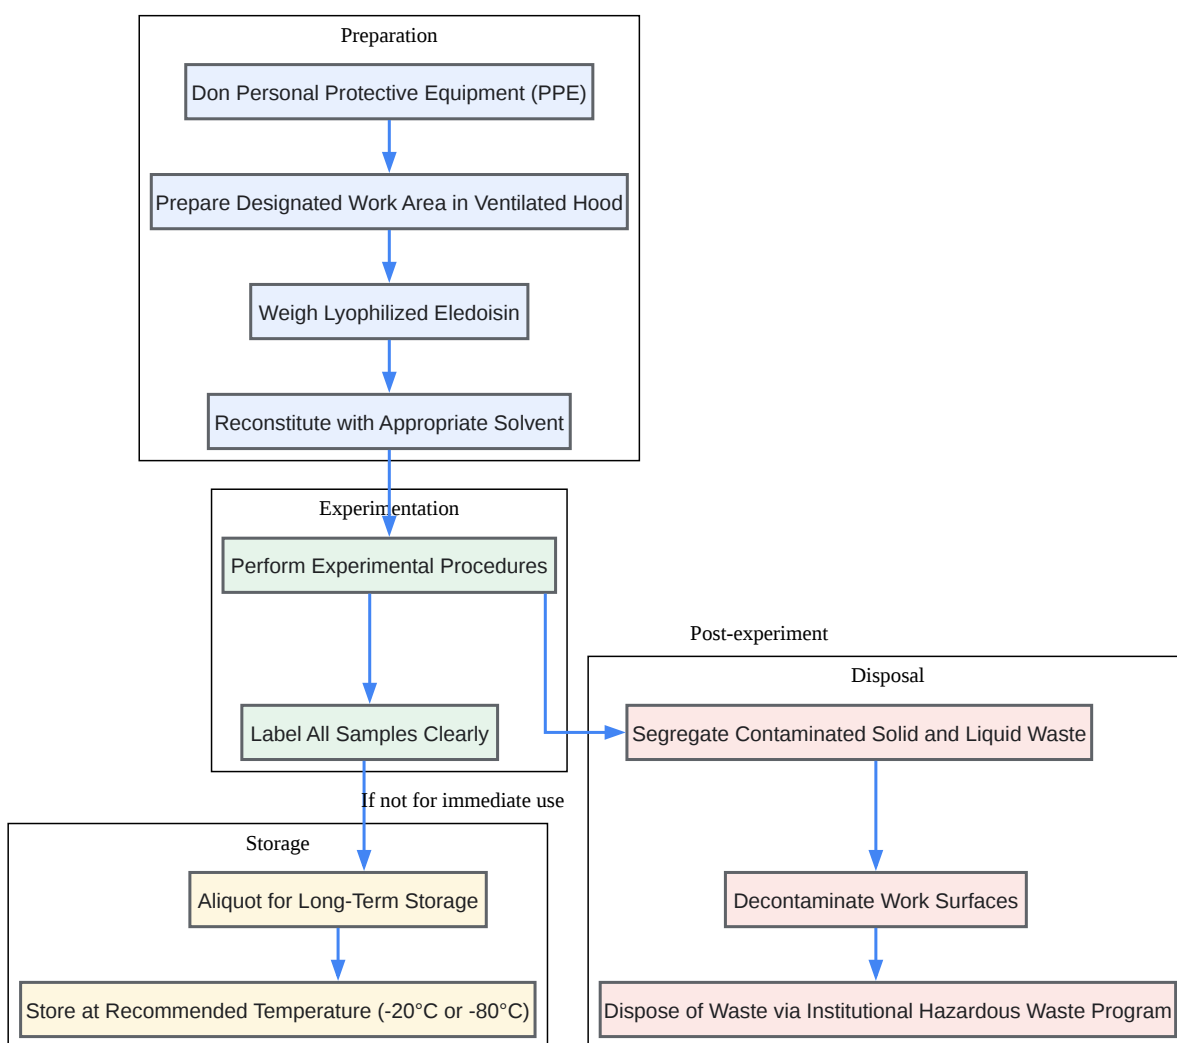 Preparation
Don Personal Protective Equipment (PPE)
Prepare Designated Work Area in Ventilated Hood
Weigh Lyophilized Eledoisin
Reconstitute with Appropriate Solvent
Experimentation
Perform Experimental Procedures
Label All Samples Clearly
If not for immediate use
Storage
Aliquot for Long-Term Storage
Store at Recommended Temperature (-20°C or -80°C)
Post-experiment
Disposal
Segregate Contaminated Solid and Liquid Waste
Decontaminate Work Surfaces
Dispose of Waste via Institutional Hazardous Waste Program